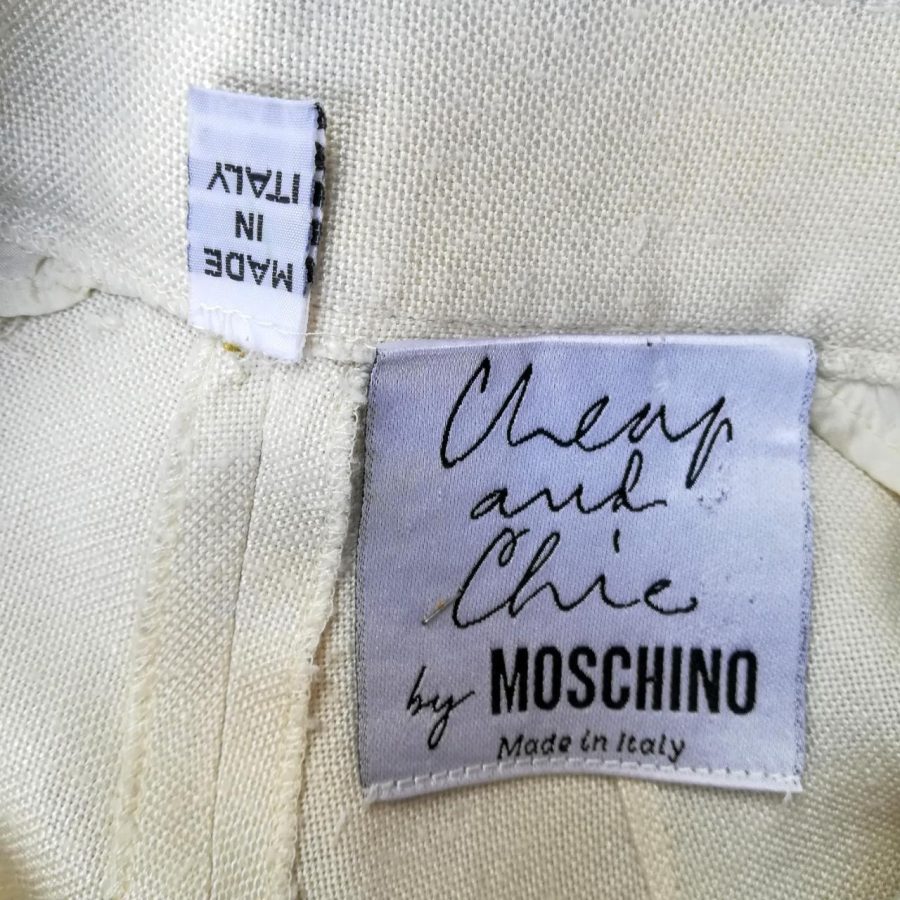 MADE
IN
ITALY
Cheap
and
Chic
by MOSCHINO
Made in Italy